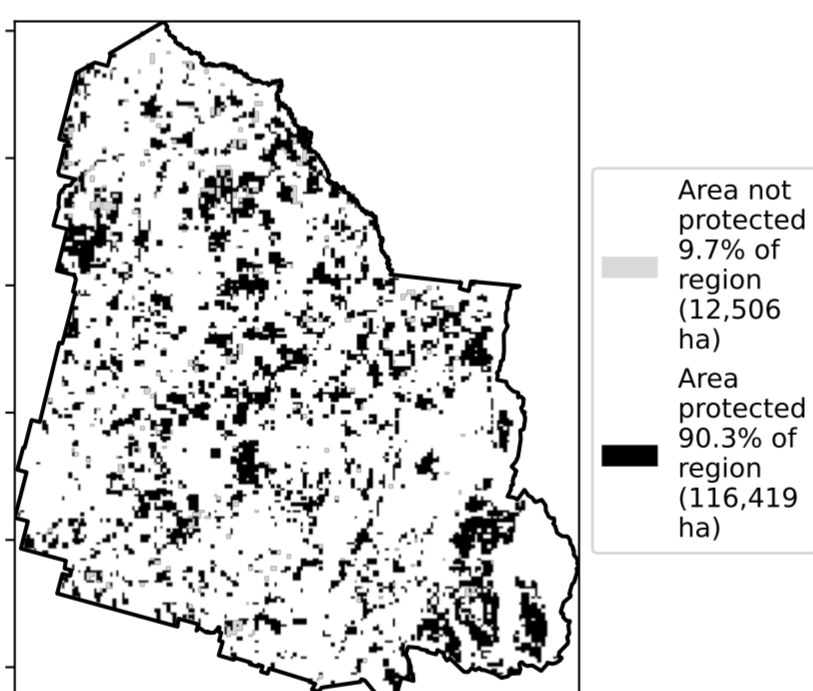 Area not
protected
9.7% of
region
(12,506
ha)
Area
protected
90.3% of
region
(116,419
ha)